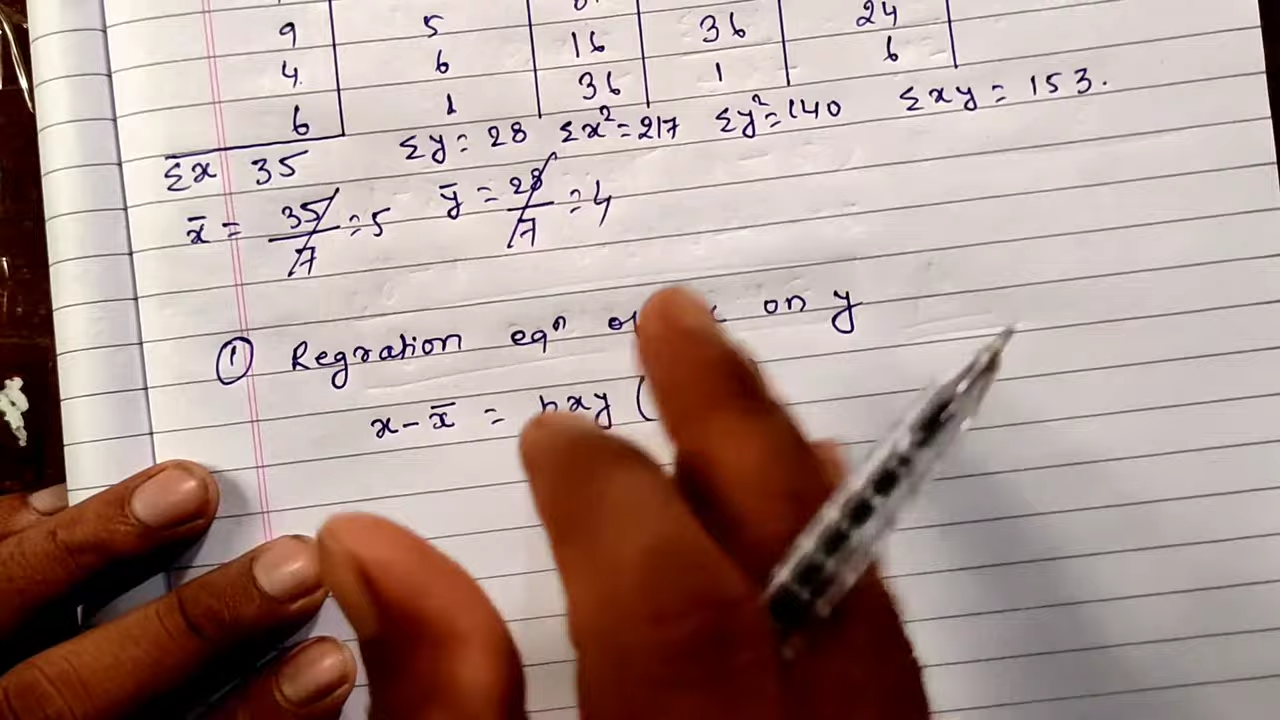 9 5 24
4 6 16 36 6
6 1 36 1
Σx 35 Σy = 28 Σx² = 217 Σy² = 140 Σxy = 153.
x̄ = 35/7 = 5 ȳ = 28/7 = 4
① Regration eqⁿ on y
x - x̄ = bxy (